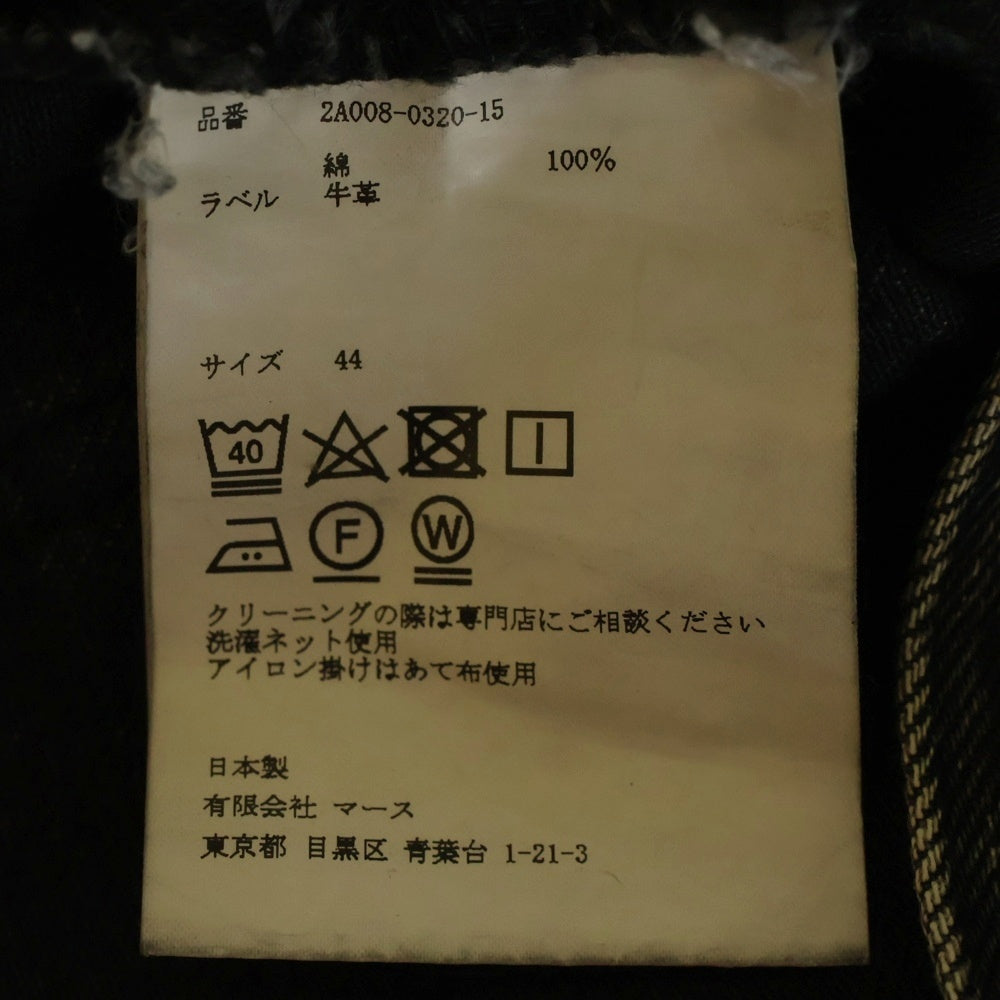 品番 2A008-0320-15
綿 100%
ラベル 牛革
サイズ 44
40
F W
クリーニングの際は専門店にご相談ください
洗濯ネット使用
アイロン掛けはあて布使用
日本製
有限会社 マース
東京都 目黒区 青葉台 1-21-3